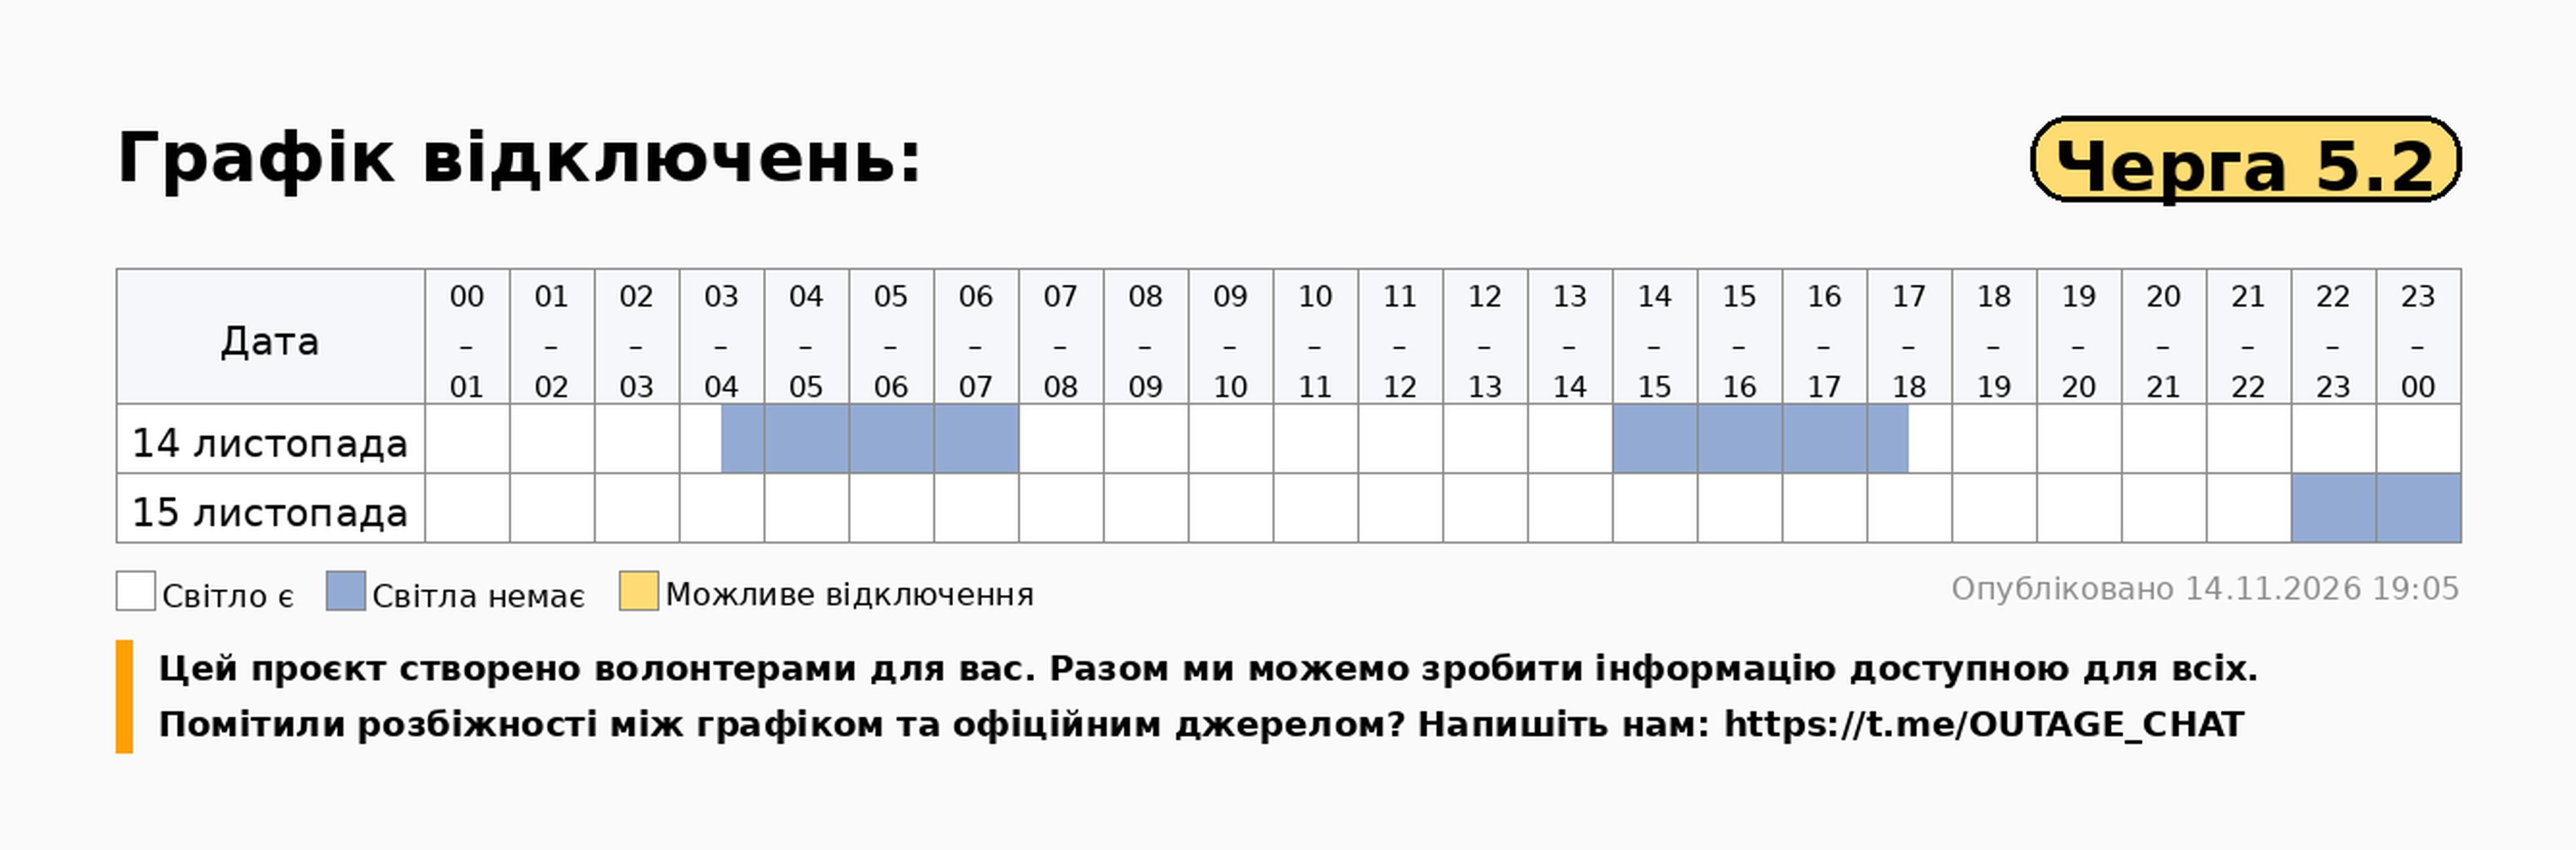 Графік відключень:
Черга 5.2
Дата 00 – 01 01 – 02 02 – 03 03 – 04 04 – 05 05 – 06 06 – 07 07 – 08 08 – 09 09 – 10 10 – 11 11 – 12 12 – 13 13 – 14 14 – 15 15 – 16 16 – 17 17 – 18 18 – 19 19 – 20 20 – 21 21 – 22 22 – 23 23 – 00
14 листопада
15 листопада
Світло є Світла немає Можливе відключення
Опубліковано 14.11.2026 19:05
Цей проєкт створено волонтерами для вас. Разом ми можемо зробити інформацію доступною для всіх.
Помітили розбіжності між графіком та офіційним джерелом? Напишіть нам: https://t.me/OUTAGE_CHAT